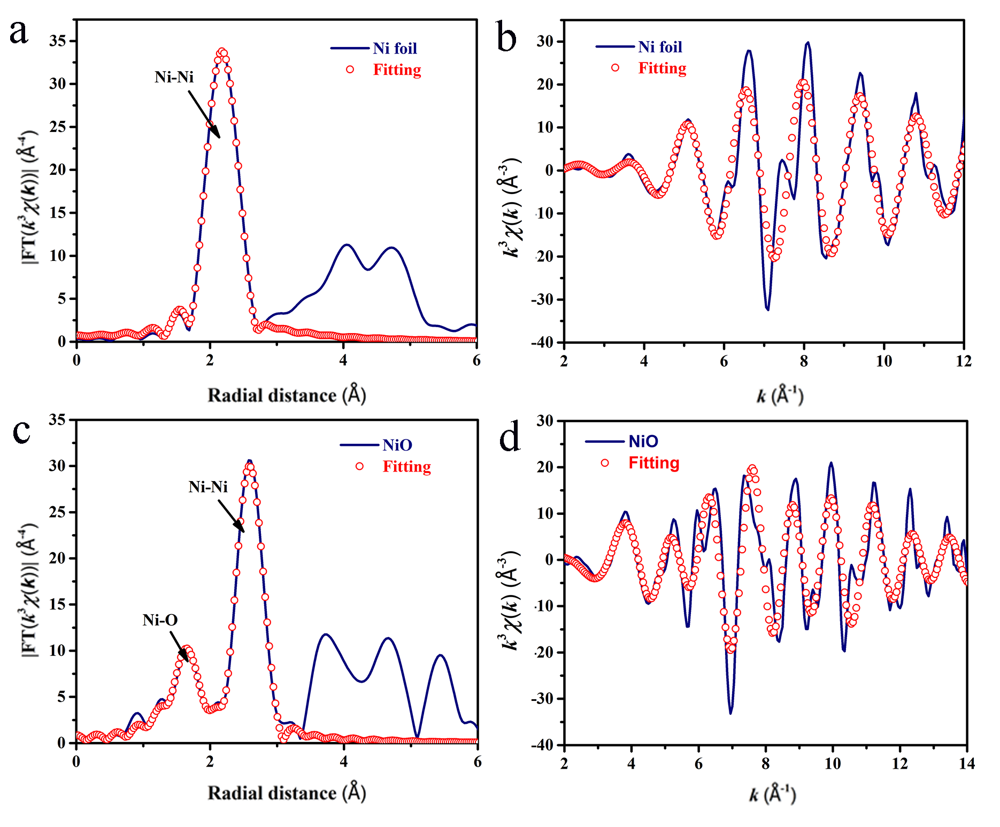 a
35
30
25
20
15
10
5
0
0
2
4
6
Ni foil
Fitting
Ni-Ni
|FT(k³χ(k))| (Å⁻⁴)
Radial distance (Å)
b
30
20
10
0
-10
-20
-30
-40
2
4
6
8
10
12
Ni foil
Fitting
k³χ(k) (Å⁻³)
k (Å⁻¹)
c
35
30
25
20
15
10
5
0
0
2
4
6
NiO
Fitting
Ni-Ni
Ni-O
|FT(k³χ(k))| (Å⁻⁴)
Radial distance (Å)
d
30
20
10
0
-10
-20
-30
-40
2
4
6
8
10
12
14
NiO
Fitting
k³χ(k) (Å⁻³)
k (Å⁻¹)